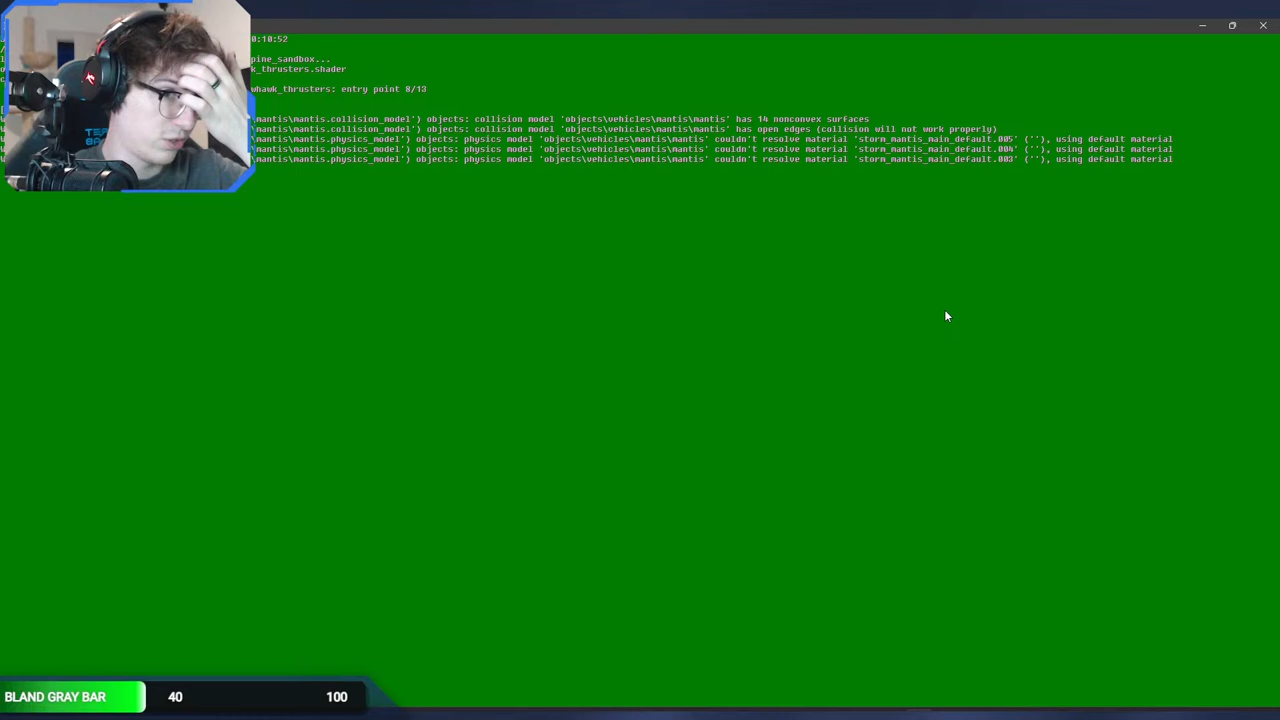 0:10:52
pine_sandbox...
k_thrusters.shader
whawk_thrusters: entry point 8/13
mantis\mantis.collision_model') objects: collision model 'objects\vehicles\mantis\mantis' has 14 nonconvex surfaces
mantis\mantis.collision_model') objects: collision model 'objects\vehicles\mantis\mantis' has open edges (collision will not work properly)
mantis\mantis.physics_model') objects: physics model 'objects\vehicles\mantis\mantis' couldn't resolve material 'storm_mantis_main_default.005' (''), using default material
mantis\mantis.physics_model') objects: physics model 'objects\vehicles\mantis\mantis' couldn't resolve material 'storm_mantis_main_default.004' (''), using default material
mantis\mantis.physics_model') objects: physics model 'objects\vehicles\mantis\mantis' couldn't resolve material 'storm_mantis_main_default.003' (''), using default material
BLAND GRAY BAR 40 100